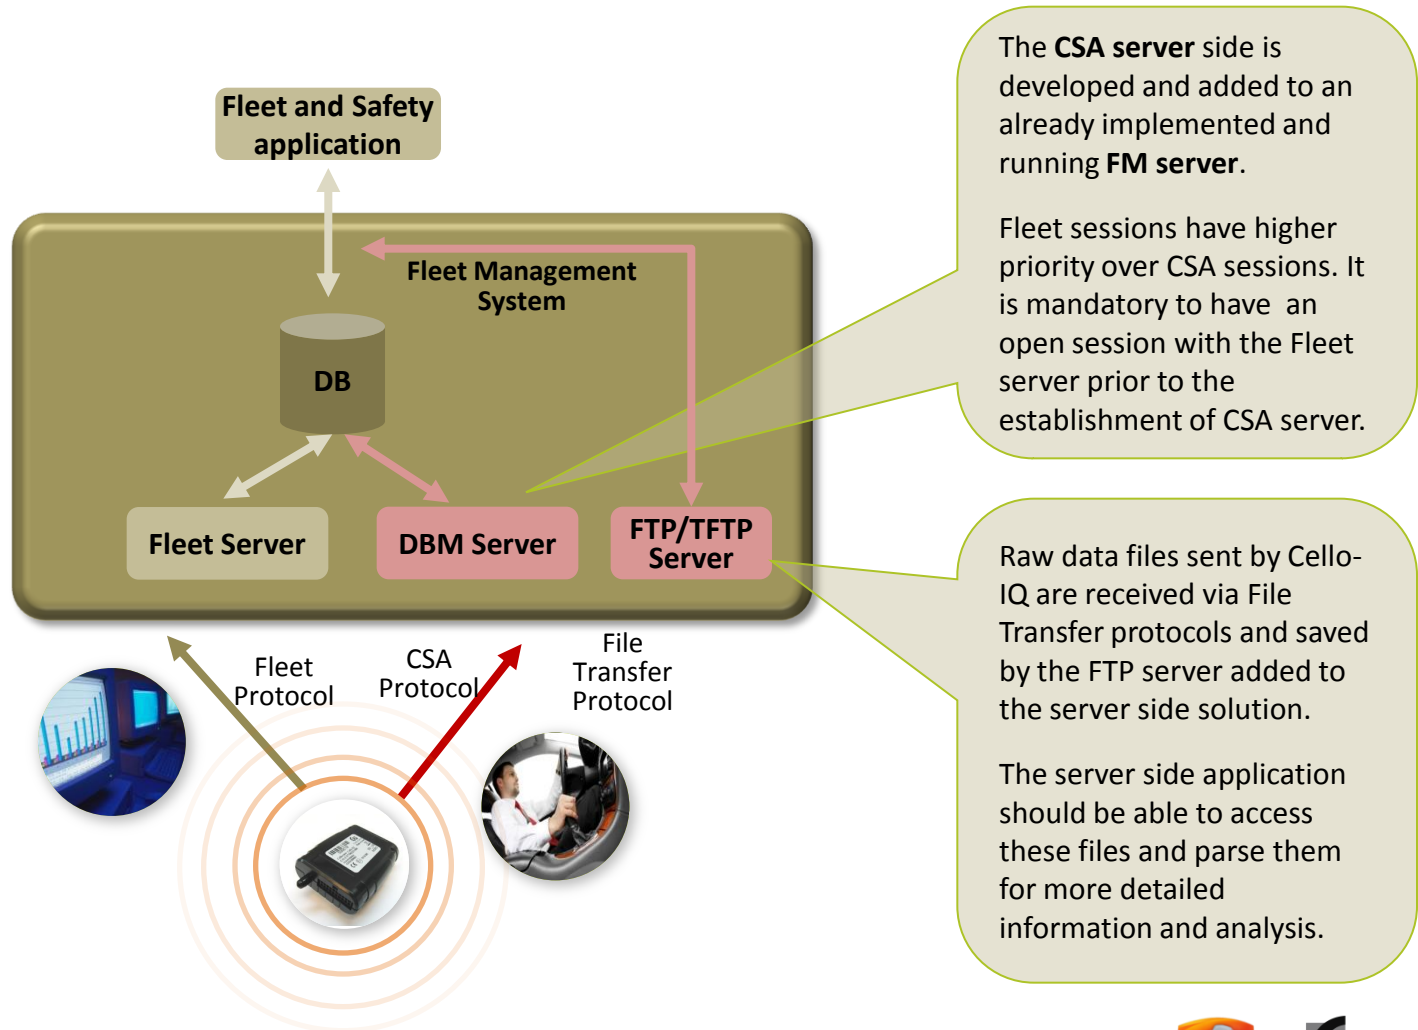 Fleet and Safety
application
Fleet Management
System
DB
Fleet Server
DBM Server
FTP/TFTP
Server
Fleet
Protocol
CSA
Protocol
File
Transfer
Protocol
The CSA server side is
developed and added to an
already implemented and
running FM server.
Fleet sessions have higher
priority over CSA sessions. It
is mandatory to have an
open session with the Fleet
server prior to the
establishment of CSA server.
Raw data files sent by Cello-
IQ are received via File
Transfer protocols and saved
by the FTP server added to
the server side solution.
The server side application
should be able to access
these files and parse them
for more detailed
information and analysis.